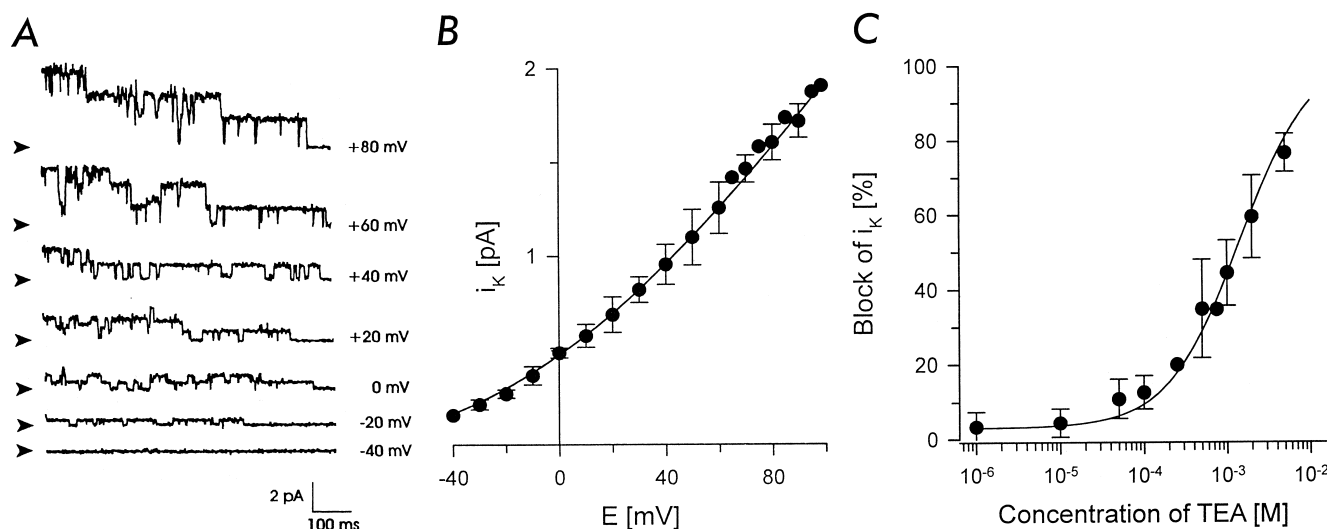 A
+80 mV
+60 mV
+40 mV
+20 mV
0 mV
-20 mV
-40 mV
2 pA
100 ms
B
2
1
i_K [pA]
-40 0 40 80
E [mV]
C
100
80
60
40
20
0
Block of i_K [%]
10^-6 10^-5 10^-4 10^-3 10^-2
Concentration of TEA [M]